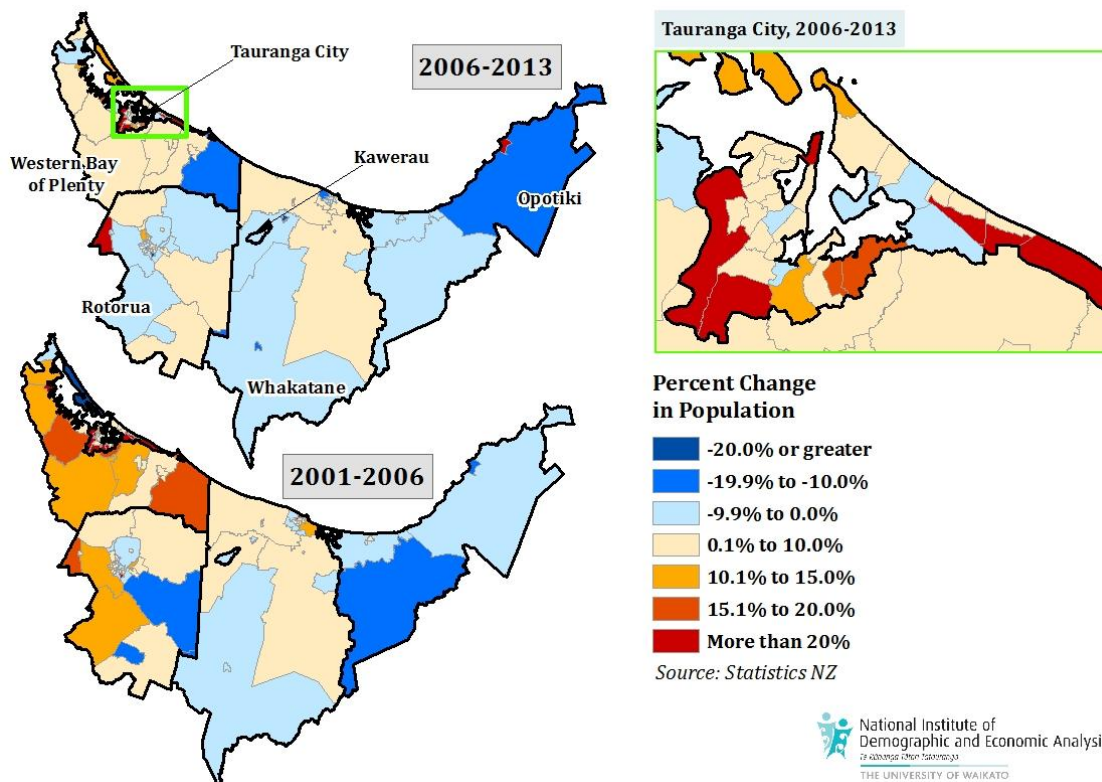 Tauranga City
2006-2013
Kawerau
Western Bay
of Plenty
Opotiki
Rotorua
Whakatane
2001-2006
Tauranga City, 2006-2013
Percent Change
in Population
-20.0% or greater
-19.9% to -10.0%
-9.9% to 0.0%
0.1% to 10.0%
10.1% to 15.0%
15.1% to 20.0%
More than 20%
Source: Statistics NZ
National Institute of
Demographic and Economic Analysi
THE UNIVERSITY OF WAIKATO